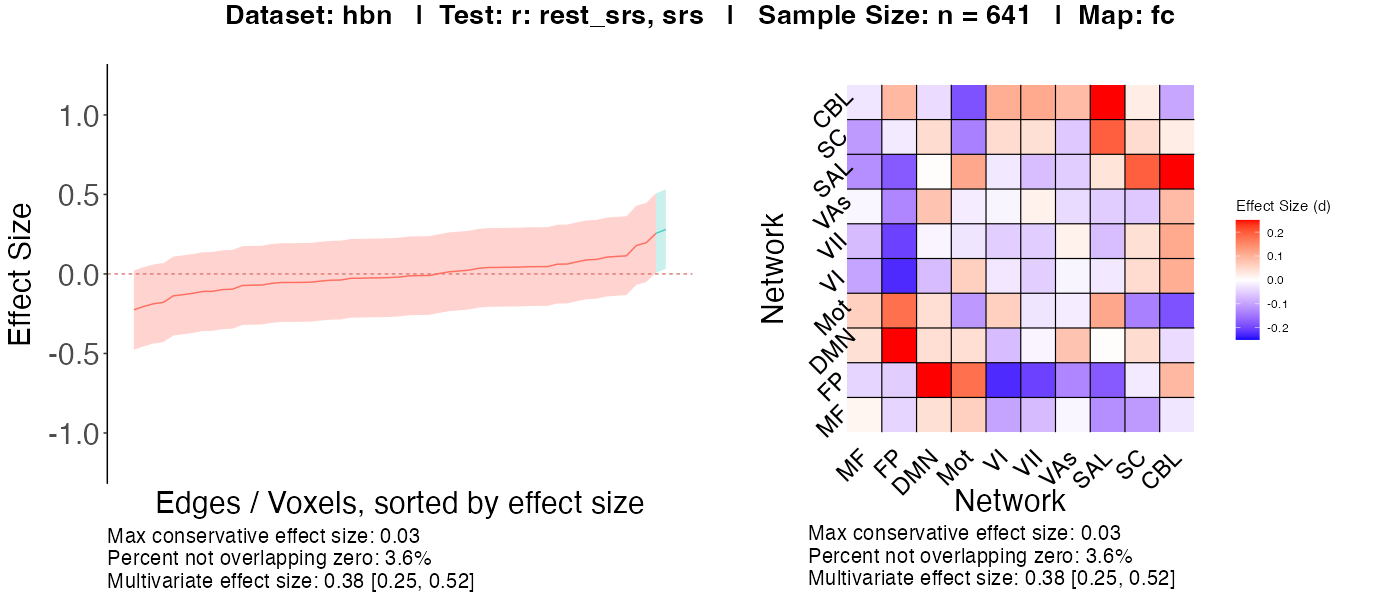 Dataset: hbn | Test: r: rest_srs, srs | Sample Size: n = 641 | Map: fc
Effect Size
1.0
0.5
0.0
-0.5
-1.0
Edges / Voxels, sorted by effect size
Max conservative effect size: 0.03
Percent not overlapping zero: 3.6%
Multivariate effect size: 0.38 [0.25, 0.52]
Network
CBL
SC
SAL
VAs
VII
VI
Mot
DMN
FP
MF
MF FP DMN Mot VI VII VAs SAL SC CBL
Network
Max conservative effect size: 0.03
Percent not overlapping zero: 3.6%
Multivariate effect size: 0.38 [0.25, 0.52]
Effect Size (d)
0.2
0.1
0.0
-0.1
-0.2